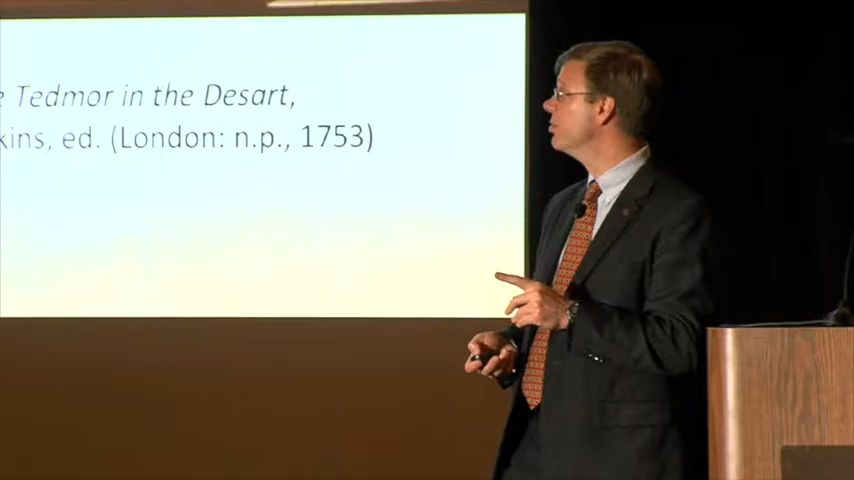 Tedmor in the Desart,
kins, ed. (London: n.p., 1753)